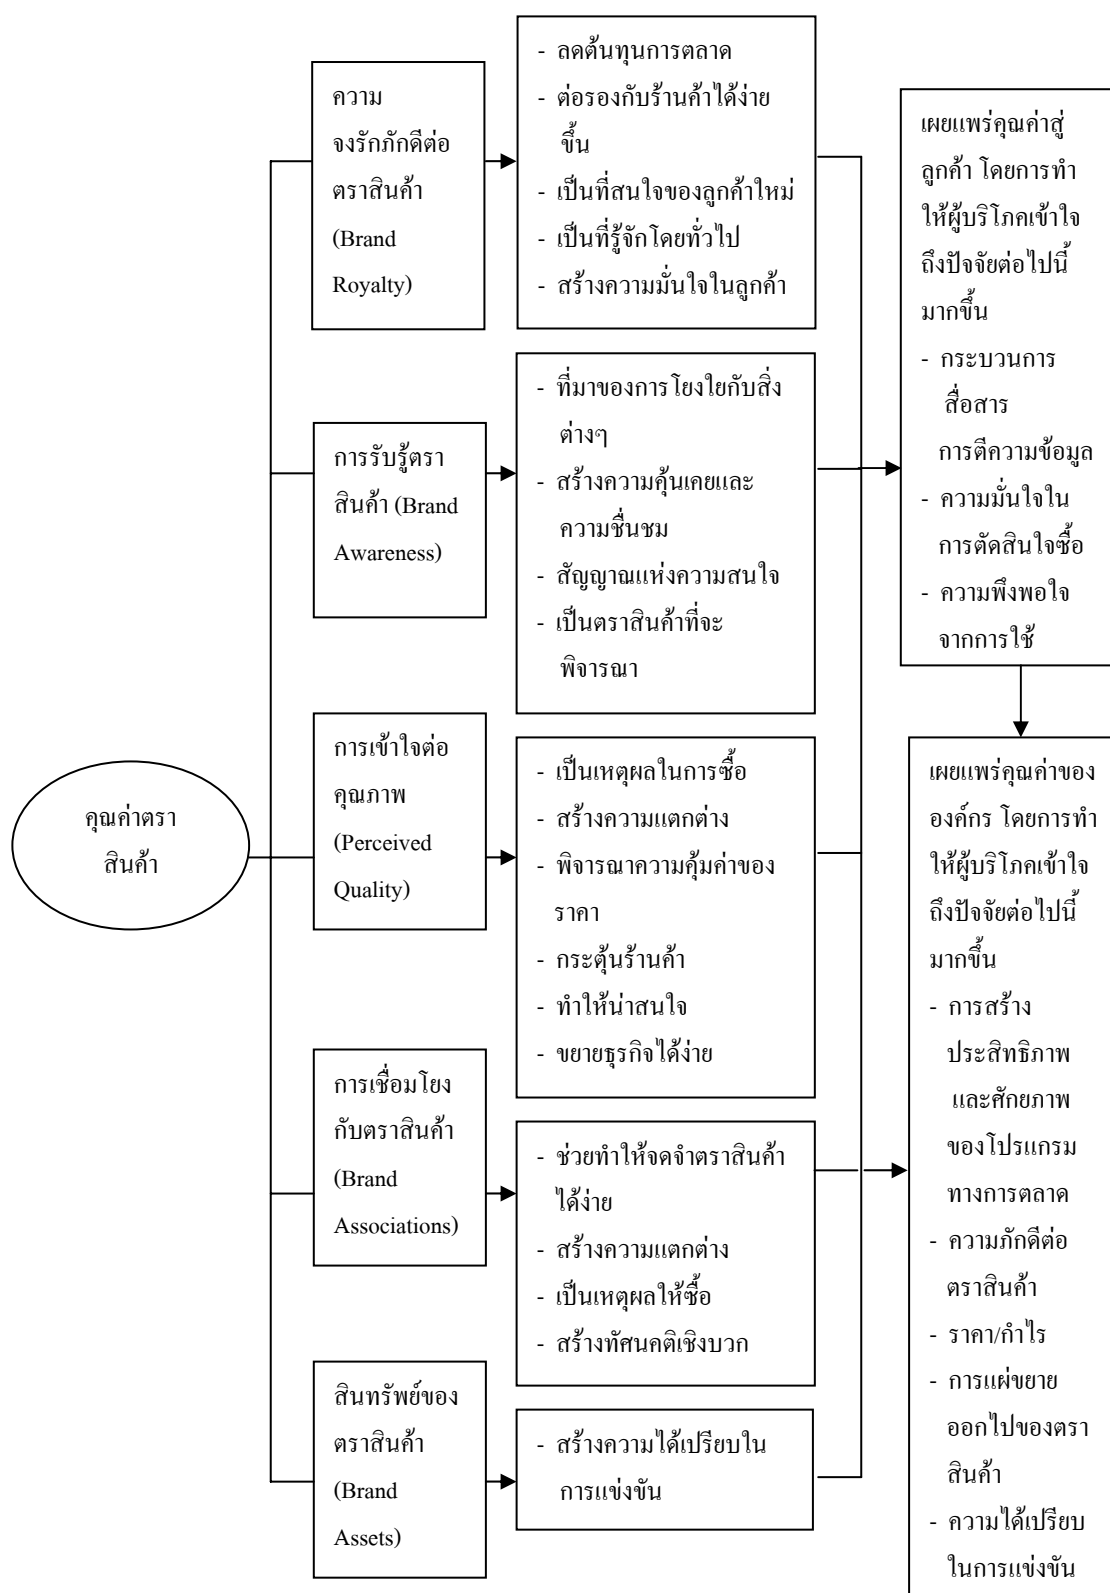 คุณค่าตรา
สินค้า
ความ
จงรักภักดีต่อ
ตราสินค้า
(Brand
Royalty)
- ลดต้นทุนการตลาด
- ต่อรองกับร้านค้าได้ง่าย
ขึ้น
- เป็นที่สนใจของลูกค้าใหม่
- เป็นที่รู้จักโดยทั่วไป
- สร้างความมั่นใจในลูกค้า
การรับรู้ตรา
สินค้า (Brand
Awareness)
- ที่มาของการโยงใยกับสิ่ง
ต่างๆ
- สร้างความคุ้นเคยและ
ความชื่นชม
- สัญญาณแห่งความสนใจ
- เป็นตราสินค้าที่จะ
พิจารณา
การเข้าใจต่อ
คุณภาพ
(Perceived
Quality)
- เป็นเหตุผลในการซื้อ
- สร้างความแตกต่าง
- พิจารณาความคุ้มค่าของ
ราคา
- กระตุ้นร้านค้า
- ทำให้น่าสนใจ
- ขยายธุรกิจได้ง่าย
การเชื่อมโยง
กับตราสินค้า
(Brand
Associations)
- ช่วยทำให้จดจำตราสินค้า
ได้ง่าย
- สร้างความแตกต่าง
- เป็นเหตุผลให้ซื้อ
- สร้างทัศนคติเชิงบวก
สินทรัพย์ของ
ตราสินค้า
(Brand
Assets)
- สร้างความได้เปรียบใน
การแข่งขัน
เผยแพร่คุณค่าสู่
ลูกค้า โดยการทำ
ให้ผู้บริโภคเข้าใจ
ถึงปัจจัยต่อไปนี้
มากขึ้น
- กระบวนการ
สื่อสาร
การตีความข้อมูล
- ความมั่นใจใน
การตัดสินใจซื้อ
- ความพึงพอใจ
จากการใช้
เผยแพร่คุณค่าของ
องค์กร โดยการทำ
ให้ผู้บริโภคเข้าใจ
ถึงปัจจัยต่อไปนี้
มากขึ้น
- การสร้าง
ประสิทธิภาพ
และศักยภาพ
ของโปรแกรม
ทางการตลาด
- ความภักดีต่อ
ตราสินค้า
- ราคา/กำไร
- การแผ่ขยาย
ออกไปของตรา
สินค้า
- ความได้เปรียบ
ในการแข่งขัน